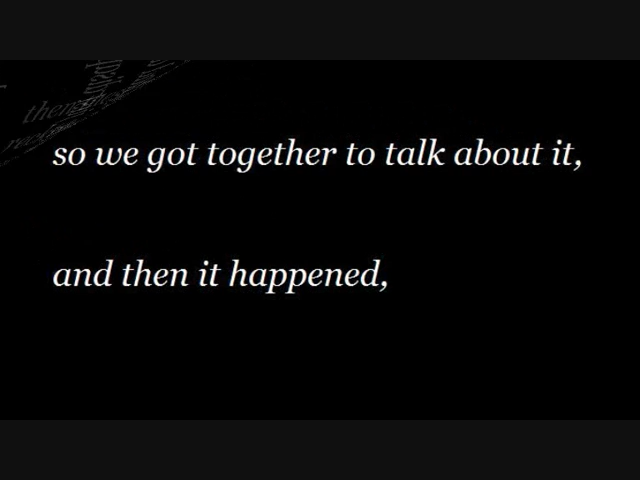 so we got together to talk about it,
and then it happened,